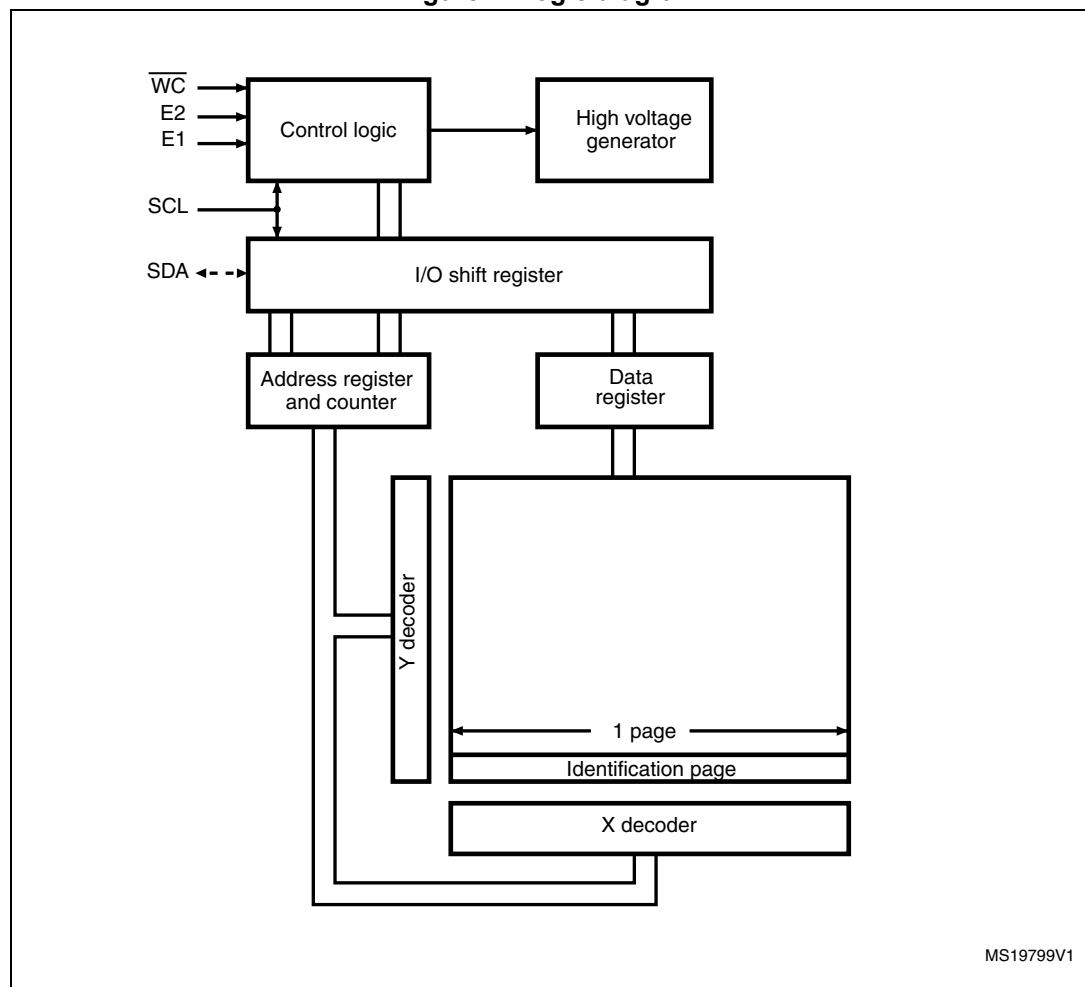 WC
E2
E1
Control logic
High voltage
generator
SCL
SDA
I/O shift register
Address register
and counter
Data
register
Y decoder
1 page
Identification page
X decoder
MS19799V1